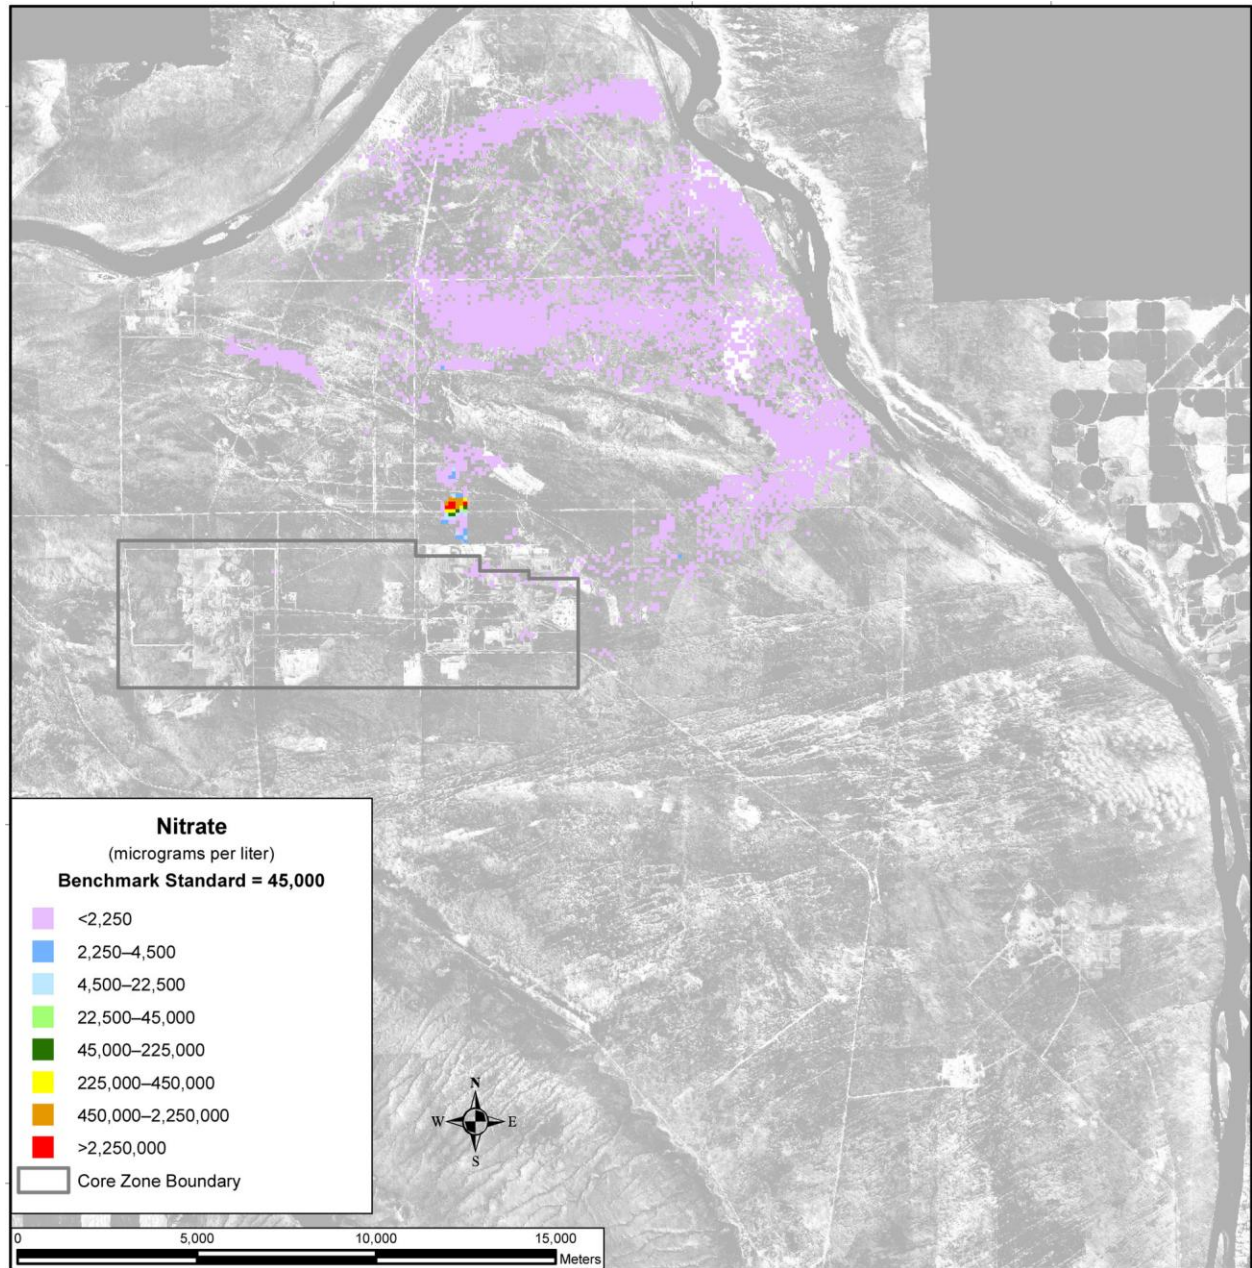 Nitrate
(micrograms per liter)
Benchmark Standard = 45,000
<2,250
2,250–4,500
4,500–22,500
22,500–45,000
45,000–225,000
225,000–450,000
450,000–2,250,000
>2,250,000
Core Zone Boundary
N
W E
S
0 5,000 10,000 15,000
Meters